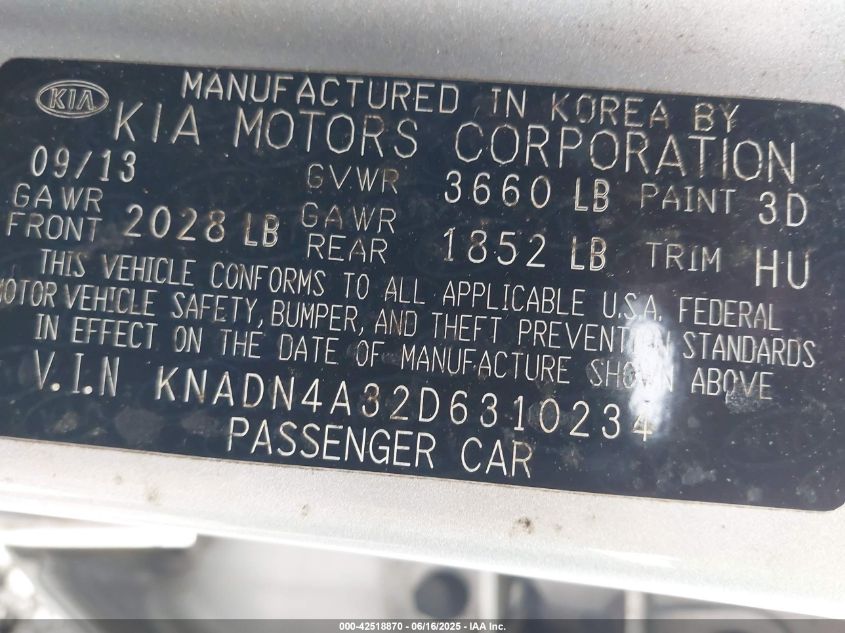 KIA
MANUFACTURED IN KOREA BY
KIA MOTORS CORPORATION
09/13 GVWR 3660 LB PAINT 3D
GAWR FRONT 2028 LB GAWR REAR 1852 LB TRIM HU
THIS VEHICLE CONFORMS TO ALL APPLICABLE U.S.A. FEDERAL
MOTOR VEHICLE SAFETY, BUMPER, AND THEFT PREVENTION STANDARDS
IN EFFECT ON THE DATE OF MANUFACTURE SHOWN ABOVE
V.I.N KNADN4A32D6310234
PASSENGER CAR
000-42518870 - 06/16/2025 - IAA Inc.